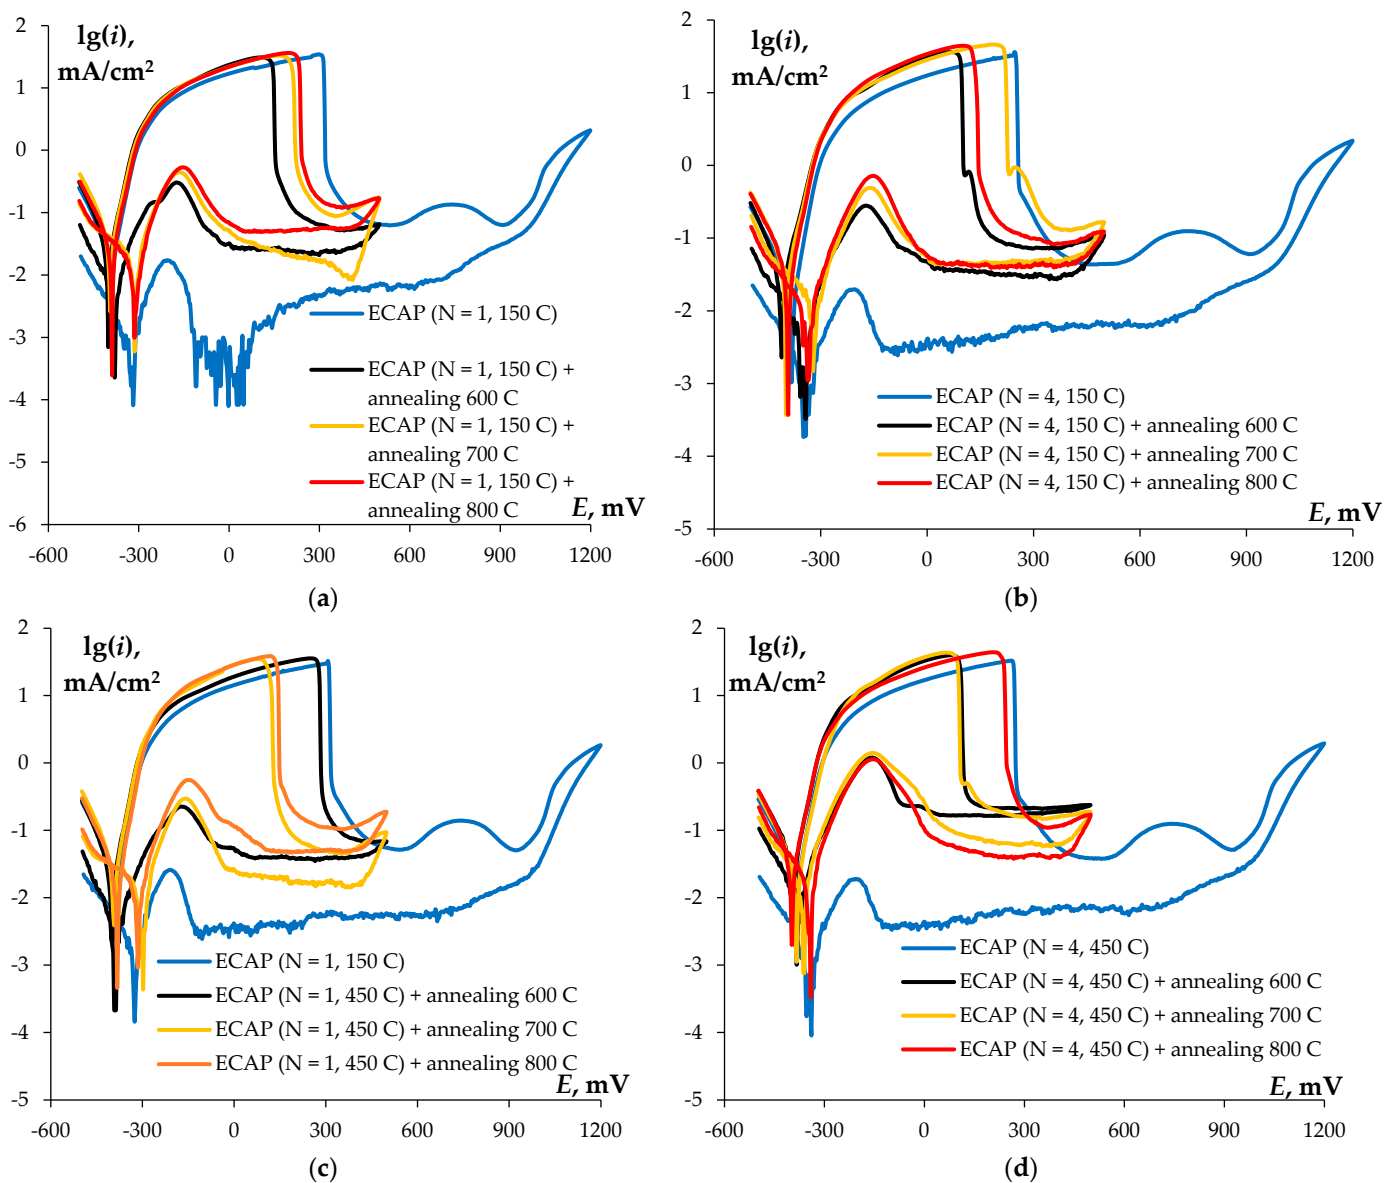 lg(i),
mA/cm2
2
1
0
-1
-2
-3
-4
-5
-6
-600
-300
0
300
600
900
1200
E, mV
ECAP (N = 1, 150 C)
ECAP (N = 1, 150 C) +
annealing 600 C
ECAP (N = 1, 150 C) +
annealing 700 C
ECAP (N = 1, 150 C) +
annealing 800 C
(a)
lg(i),
mA/cm2
2
1
0
-1
-2
-3
-4
-5
-600
-300
0
300
600
900
1200
E, mV
ECAP (N = 4, 150 C)
ECAP (N = 4, 150 C) + annealing 600 C
ECAP (N = 4, 150 C) + annealing 700 C
ECAP (N = 4, 150 C) + annealing 800 C
(b)
lg(i),
mA/cm2
2
1
0
-1
-2
-3
-4
-5
-600
-300
0
300
600
900
1200
E, mV
ECAP (N = 1, 150 C)
ECAP (N = 1, 450 C) + annealing 600 C
ECAP (N = 1, 450 C) + annealing 700 C
ECAP (N = 1, 450 C) + annealing 800 C
(c)
lg(i),
mA/cm2
2
1
0
-1
-2
-3
-4
-5
-600
-300
0
300
600
900
1200
E, mV
ECAP (N = 4, 450 C)
ECAP (N = 4, 450 C) + annealing 600 C
ECAP (N = 4, 450 C) + annealing 700 C
ECAP (N = 4, 450 C) + annealing 800 C
(d)